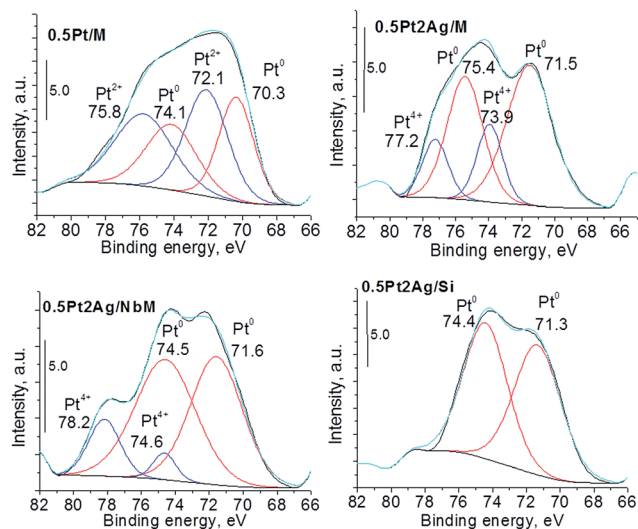 0.5Pt/M
5.0
Pt²⁺
75.8
Pt⁰
74.1
Pt²⁺
72.1
Pt⁰
70.3
Intensity, a.u.
82 80 78 76 74 72 70 68 66
Binding energy, eV
0.5Pt2Ag/M
5.0
Pt⁴⁺
77.2
Pt⁰
75.4
Pt⁴⁺
73.9
Pt⁰
71.5
Intensity, a.u.
82 80 78 76 74 72 70 68 66
Binding energy, eV
0.5Pt2Ag/NbM
5.0
Pt⁴⁺
78.2
Pt⁰
74.5
Pt⁴⁺
74.6
Pt⁰
71.6
Intensity, a.u.
82 80 78 76 74 72 70 68 66
Binding energy, eV
0.5Pt2Ag/Si
5.0
Pt⁰
74.4
Pt⁰
71.3
Intensity, a.u.
82 80 78 76 74 72 70 68 66
Binding energy, eV